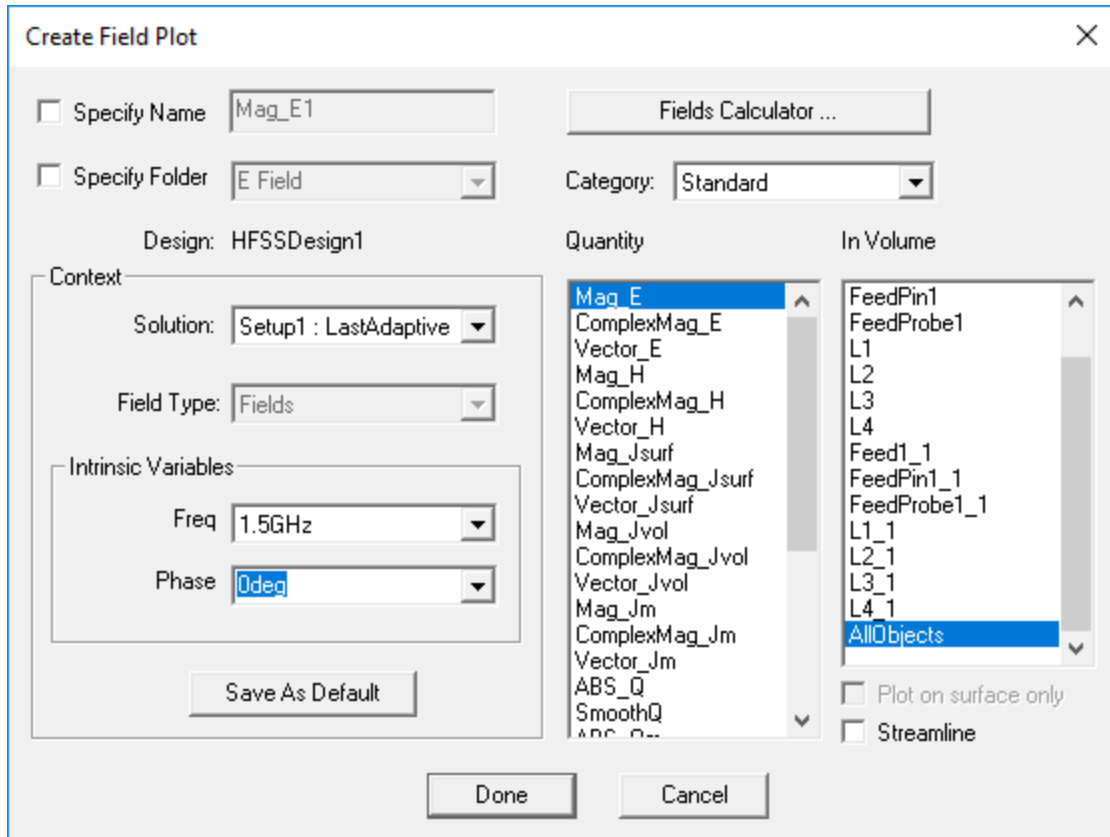 Create Field Plot
Specify Name Mag_E1
Fields Calculator ...
Specify Folder E Field
Category: Standard
Design: HFSSDesign1
Context
Solution: Setup1 : LastAdaptive
Field Type: Fields
Intrinsic Variables
Freq 1.5GHz
Phase 0deg
Save As Default
Quantity
Mag_E
ComplexMag_E
Vector_E
Mag_H
ComplexMag_H
Vector_H
Mag_Jsurf
ComplexMag_Jsurf
Vector_Jsurf
Mag_Jvol
ComplexMag_Jvol
Vector_Jvol
Mag_Jm
ComplexMag_Jm
Vector_Jm
ABS_Q
SmoothQ
In Volume
FeedPin1
FeedProbe1
L1
L2
L3
L4
Feed1_1
FeedPin1_1
FeedProbe1_1
L1_1
L2_1
L3_1
L4_1
AllObjects
Plot on surface only
Streamline
Done
Cancel